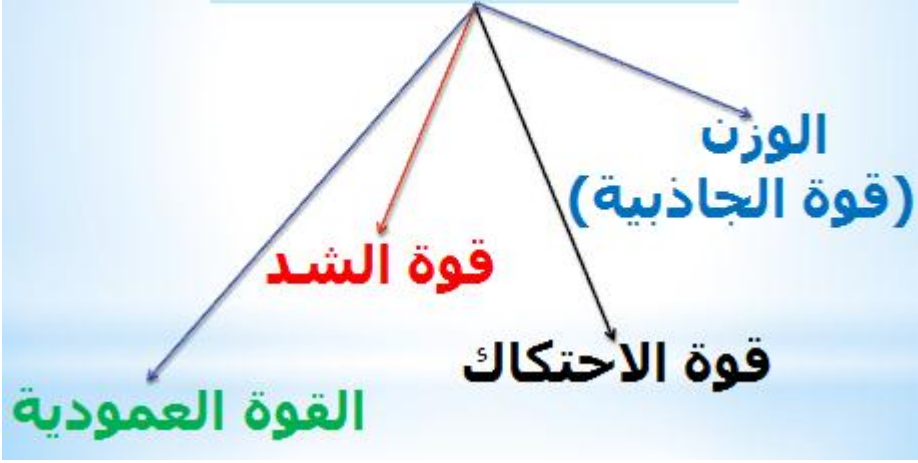 الوزن
(قوة الجاذبية)
قوة الشد
قوة الاحتكاك
القوة العمودية